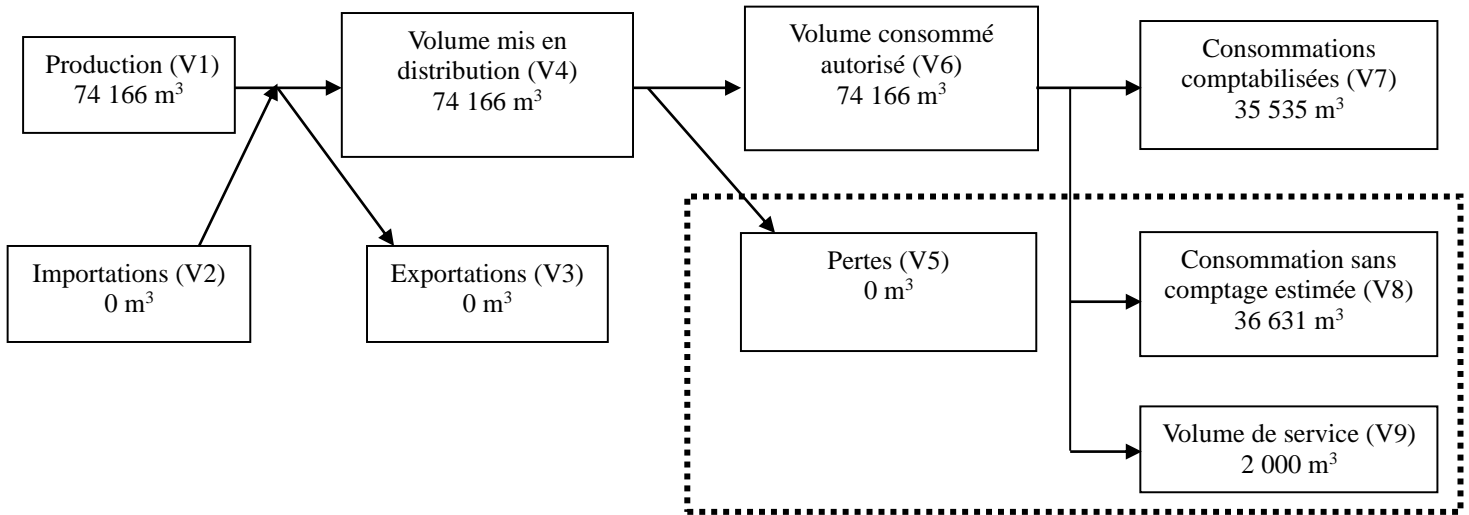 Production (V1)
74 166 m³
Volume mis en
distribution (V4)
74 166 m³
Volume consommé
autorisé (V6)
74 166 m³
Consommations
comptabilisées (V7)
35 535 m³
Importations (V2)
0 m³
Exportations (V3)
0 m³
Pertes (V5)
0 m³
Consommation sans
comptage estimée (V8)
36 631 m³
Volume de service (V9)
2 000 m³